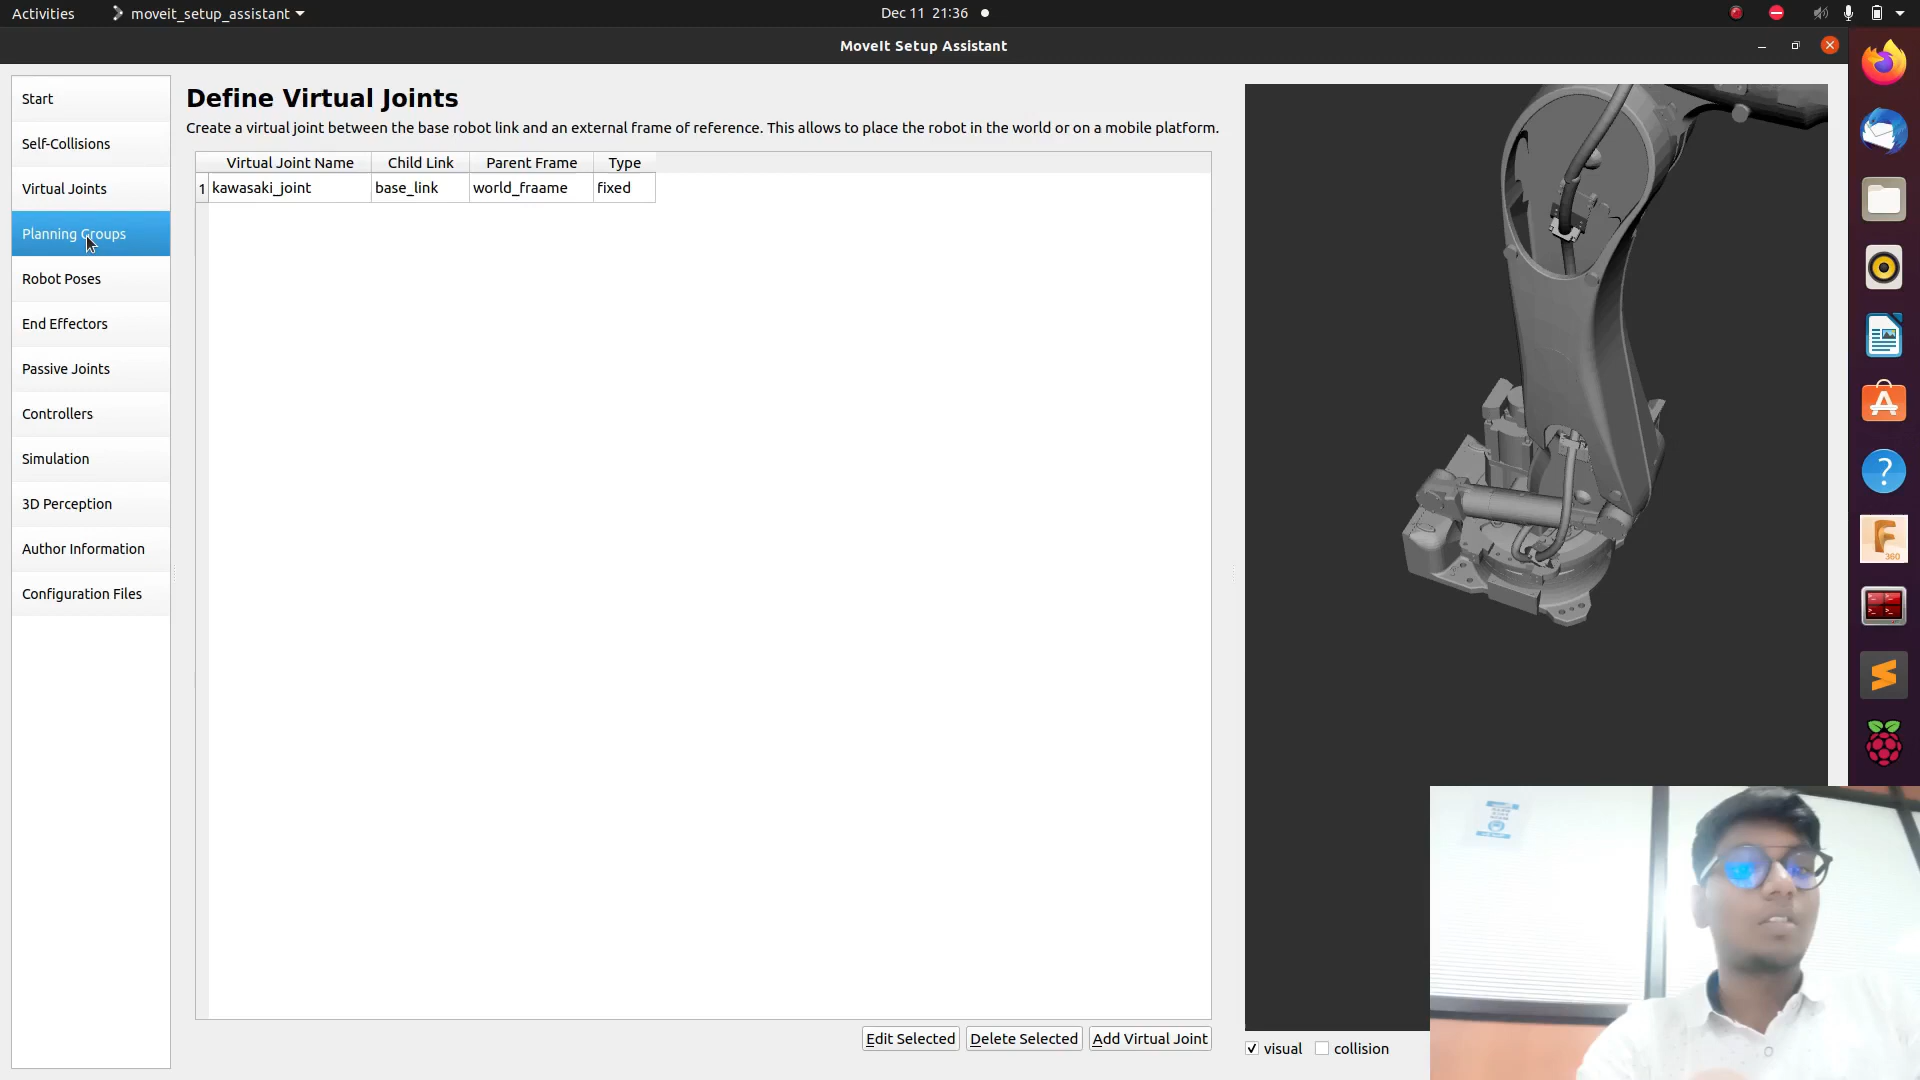 Activities
moveit_setup_assistant
Dec 11 21:36
MoveIt Setup Assistant
Start
Self-Collisions
Virtual Joints
Planning Groups
Robot Poses
End Effectors
Passive Joints
Controllers
Simulation
3D Perception
Author Information
Configuration Files
Define Virtual Joints
Create a virtual joint between the base robot link and an external frame of reference. This allows to place the robot in the world or on a mobile platform.
Virtual Joint Name Child Link Parent Frame Type
1 kawasaki_joint base_link world_fraame fixed
Edit Selected Delete Selected Add Virtual Joint
visual collision
360